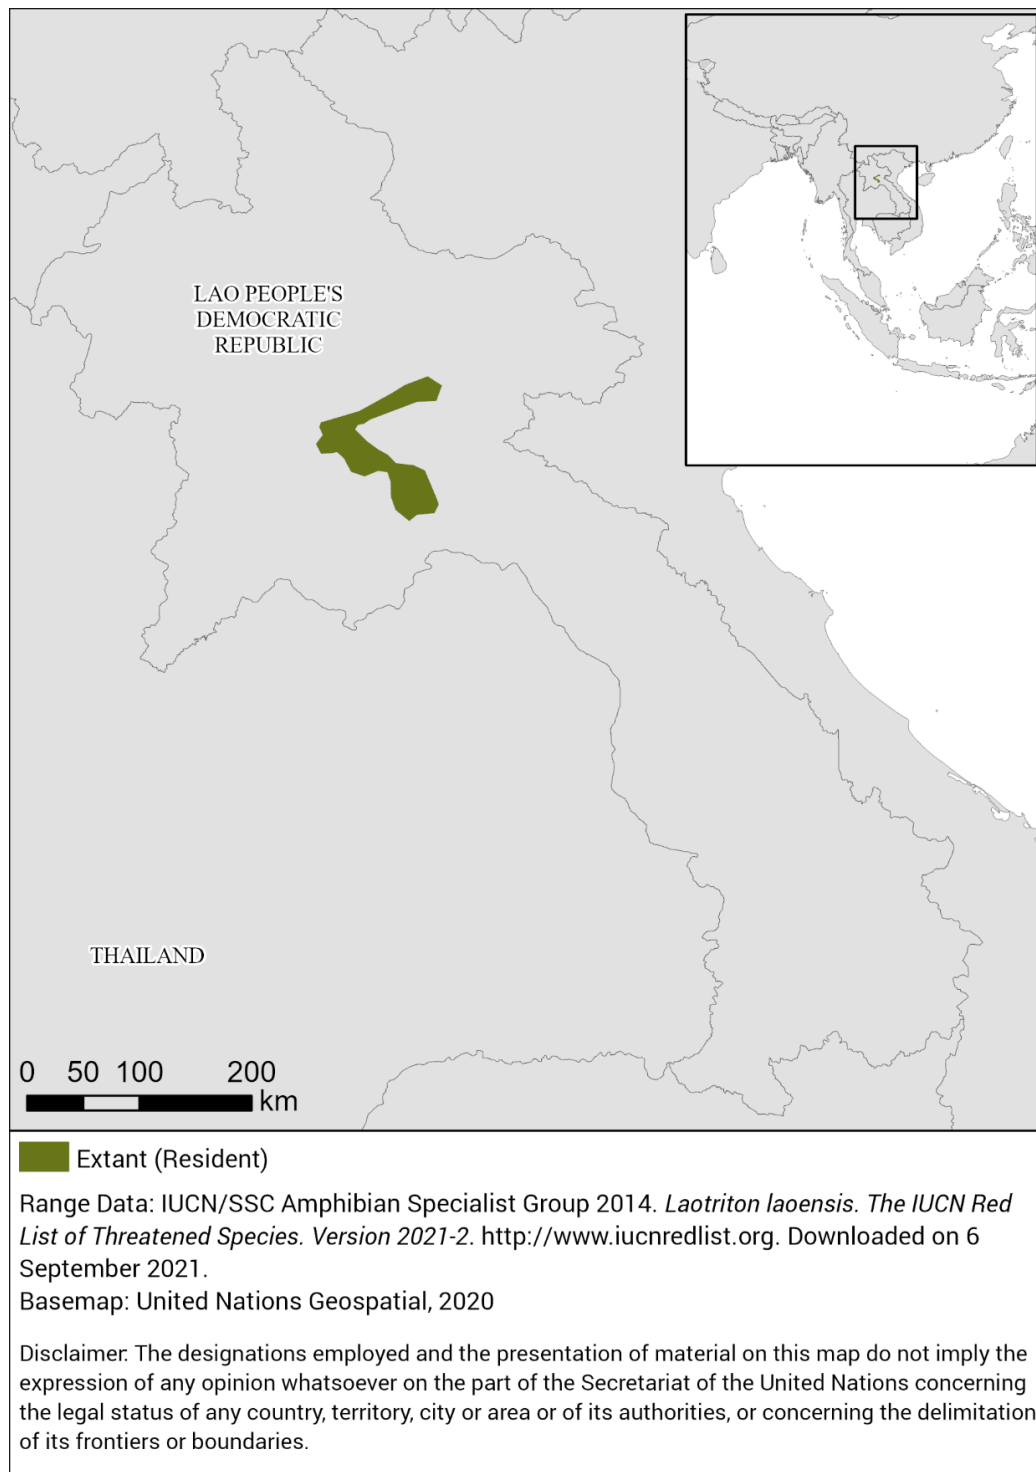 LAO PEOPLE'S
DEMOCRATIC
REPUBLIC
THAILAND
0 50 100 200
km
Extant (Resident)
Range Data: IUCN/SSC Amphibian Specialist Group 2014. Laotriton laoensis. The IUCN Red
List of Threatened Species. Version 2021-2. http://www.iucnredlist.org. Downloaded on 6
September 2021.
Basemap: United Nations Geospatial, 2020
Disclaimer: The designations employed and the presentation of material on this map do not imply the
expression of any opinion whatsoever on the part of the Secretariat of the United Nations concerning
the legal status of any country, territory, city or area or of its authorities, or concerning the delimitation
of its frontiers or boundaries.